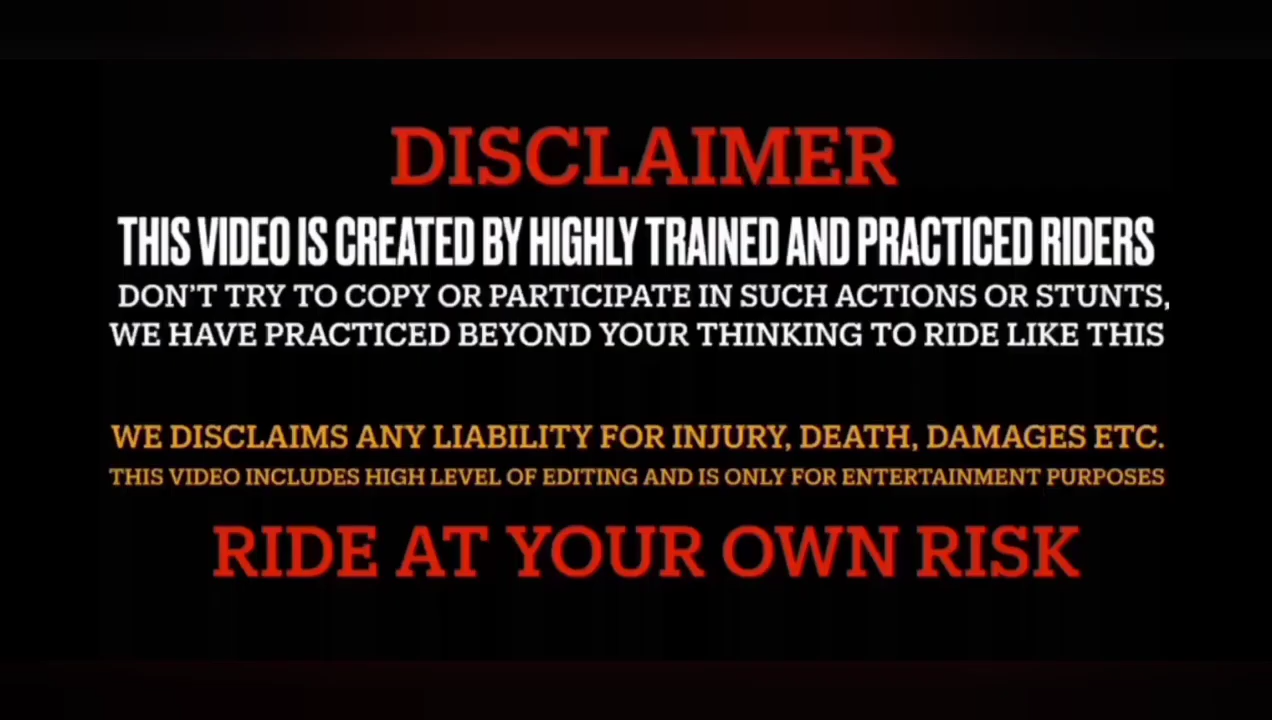 DISCLAIMER
THIS VIDEO IS CREATED BY HIGHLY TRAINED AND PRACTICED RIDERS
DON'T TRY TO COPY OR PARTICIPATE IN SUCH ACTIONS OR STUNTS,
WE HAVE PRACTICED BEYOND YOUR THINKING TO RIDE LIKE THIS
WE DISCLAIMS ANY LIABILITY FOR INJURY, DEATH, DAMAGES ETC.
THIS VIDEO INCLUDES HIGH LEVEL OF EDITING AND IS ONLY FOR ENTERTAINMENT PURPOSES
RIDE AT YOUR OWN RISK